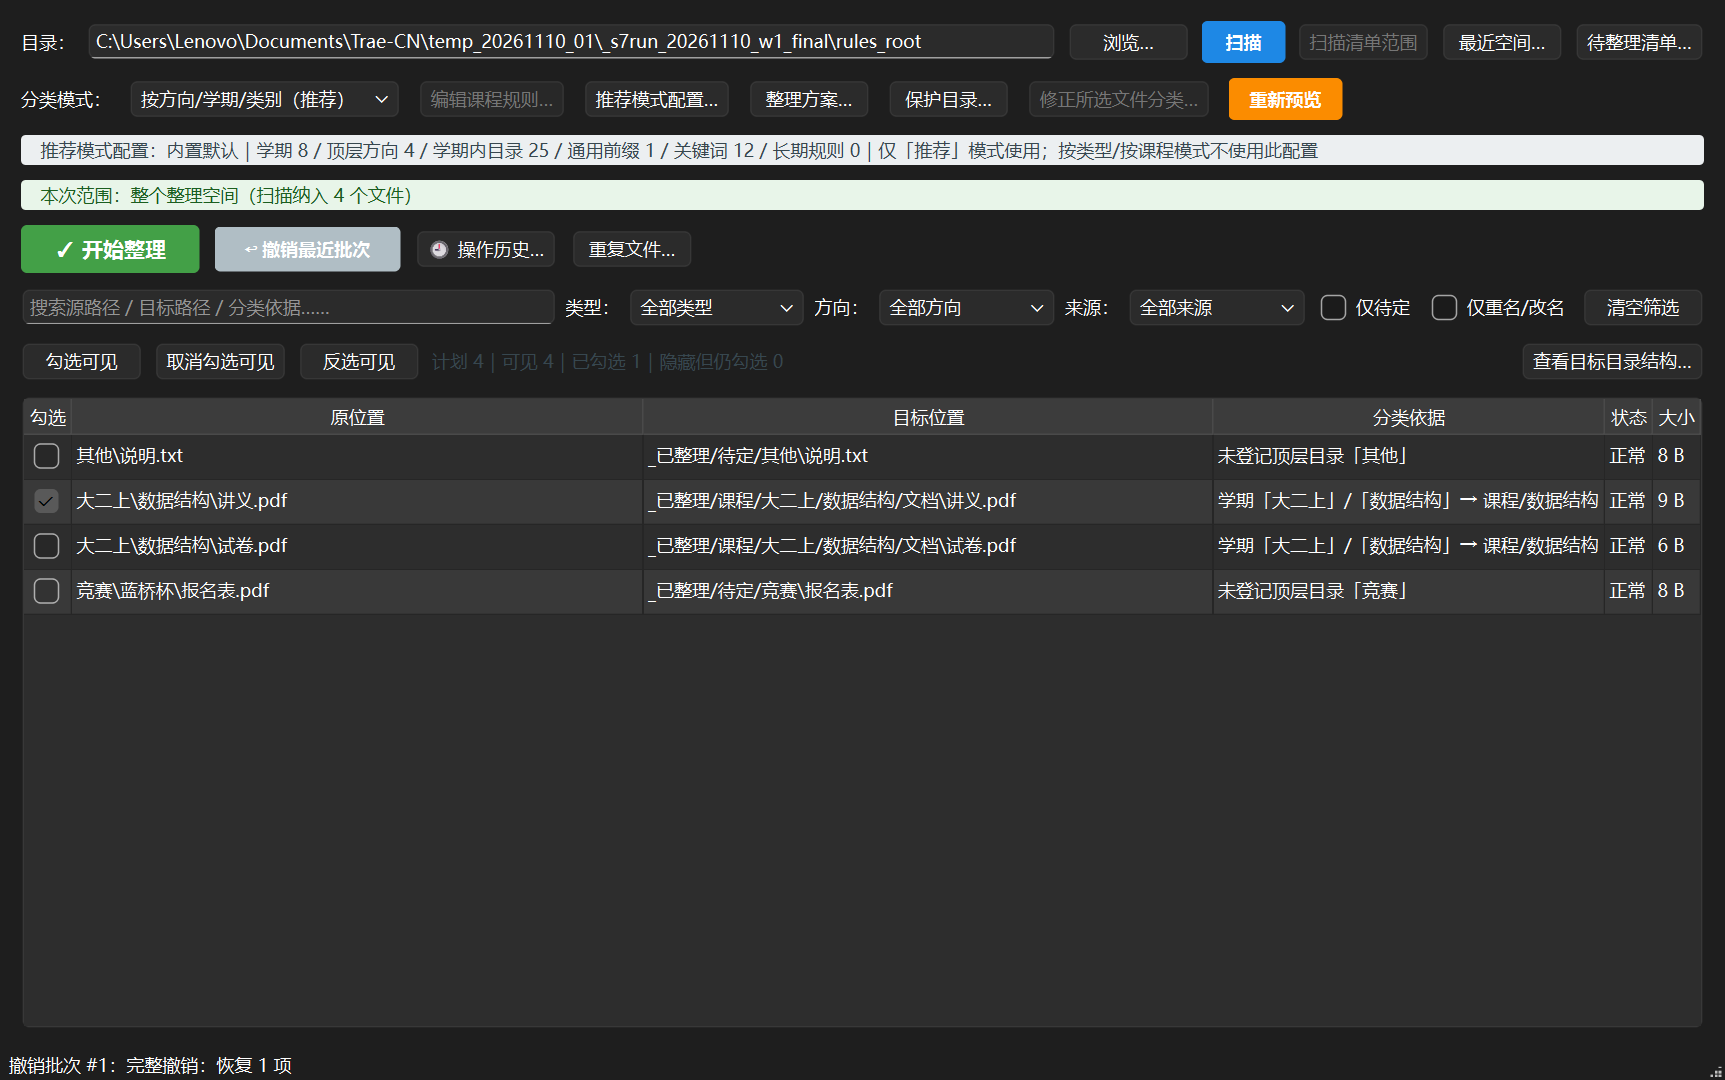 目录： C:\Users\Lenovo\Documents\Trae-CN\temp_20261110_01\_s7run_20261110_w1_final\rules_root 浏览... 扫描 扫描清单范围 最近空间... 待整理清单...
分类模式： 按方向/学期/类别（推荐） 编辑课程规则... 推荐模式配置... 整理方案... 保护目录... 修正所选文件分类... 重新预览
推荐模式配置：内置默认 | 学期 8 / 顶层方向 4 / 学期内目录 25 / 通用前缀 1 / 关键词 12 / 长期规则 0 | 仅「推荐」模式使用；按类型/按课程模式不使用此配置
本次范围：整个整理空间（扫描纳入 4 个文件）
✓ 开始整理 ↩ 撤销最近批次 🕘 操作历史... 重复文件...
搜索源路径 / 目标路径 / 分类依据…… 类型： 全部类型 方向： 全部方向 来源： 全部来源 仅待定 仅重名/改名 清空筛选
勾选可见 取消勾选可见 反选可见 计划 4 | 可见 4 | 已勾选 1 | 隐藏但仍勾选 0 查看目标目录结构...
勾选 原位置 目标位置 分类依据 状态 大小
其他\说明.txt _已整理/待定/其他\说明.txt 未登记顶层目录「其他」 正常 8 B
大二上\数据结构\讲义.pdf _已整理/课程/大二上/数据结构/文档\讲义.pdf 学期「大二上」/「数据结构」→ 课程/数据结构 正常 9 B
大二上\数据结构\试卷.pdf _已整理/课程/大二上/数据结构/文档\试卷.pdf 学期「大二上」/「数据结构」→ 课程/数据结构 正常 6 B
竞赛\蓝桥杯\报名表.pdf _已整理/待定/竞赛\报名表.pdf 未登记顶层目录「竞赛」 正常 8 B
撤销批次 #1：完整撤销：恢复 1 项